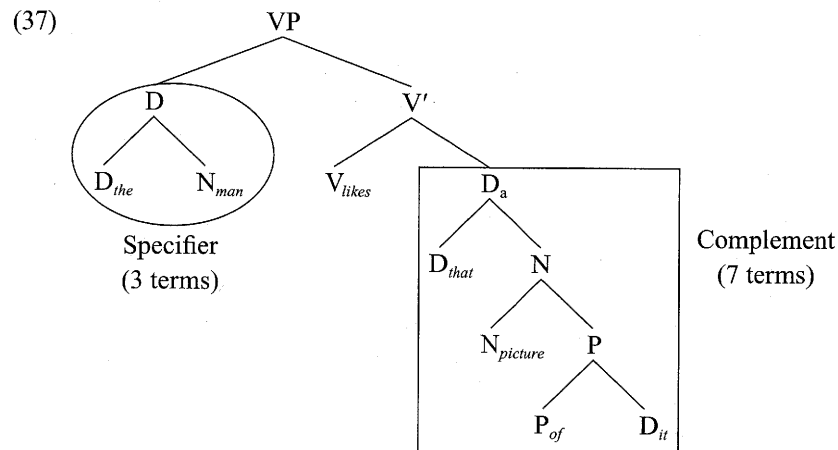 (37) VP
D V′
D_the N_man V_likes D_a
Specifier
(3 terms)
D_that N
Complement
(7 terms)
N_picture P
P_of D_it